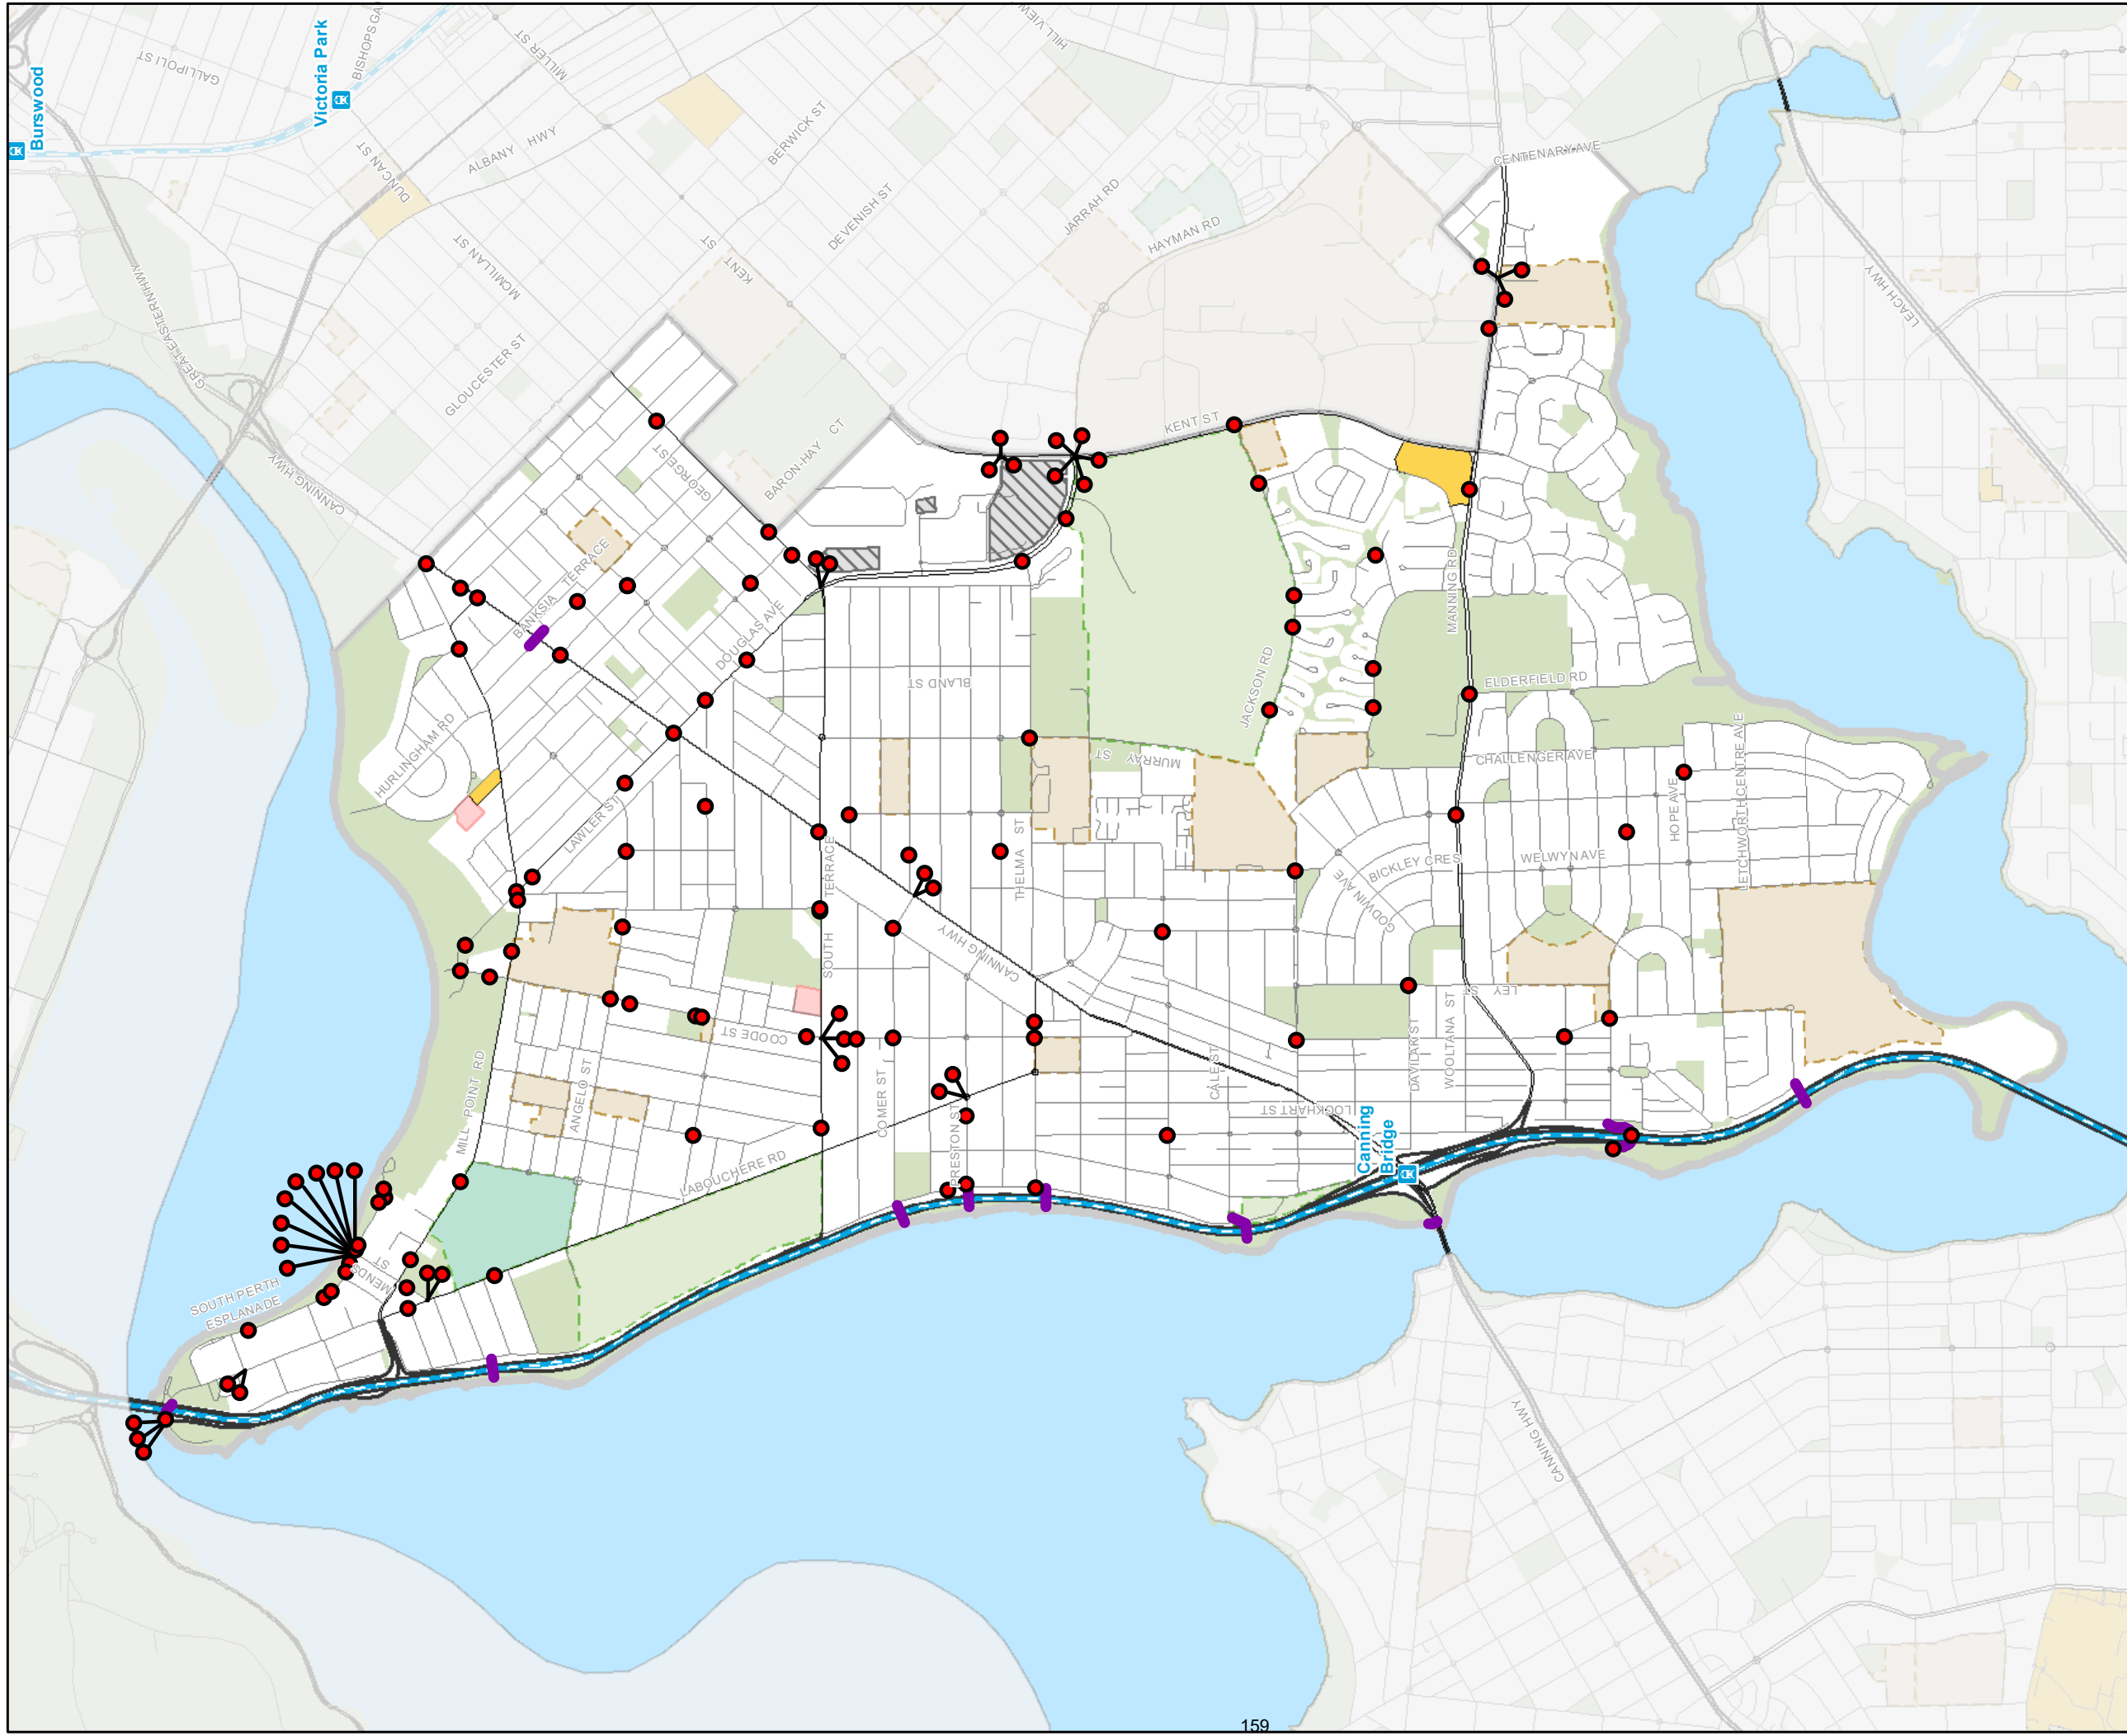 Burswood
Victoria Park
BISHOPSGA
GALLIPOLI ST
MILLER ST
HILL VIEW
DUNCAN ST
ALBANY HWY
BERWICK ST
GREAT EASTERN HWY
MCMILLAN ST
KENT ST
DEVENISH ST
JARRAH RD
HAYMAN RD
CENTENARY AVE
LEACH HWY
GLOUCESTER ST
CANNING HWY
GEORGE ST
BARON-HAY CT
KENT ST
BANKSIA TERRACE
DOUGLAS AVE
MANNING RD
BLAND ST
JACKSON RD
ELDERFIELD RD
HURLINGHAM RD
MURRAY ST
CHALLENGER AVE
LAWLER ST
SOUTH TERRACE
THELMA ST
GODWIN AVE
BICKLEY CRES
WELWYN AVE
HOPE AVE
LETCHWORTH CENTRE AVE
CANNING HWY
LEY ST
COODE ST
MILL POINT RD
ANGELO ST
COMER ST
PRESTON ST
CALE ST
DAVILAK ST
WOOLTANA ST
LOCKHART ST
Canning
Bridge
LABOUCHERE RD
MENDS ST
SOUTH PERTH
ESPLANADE
CANNING HWY
159